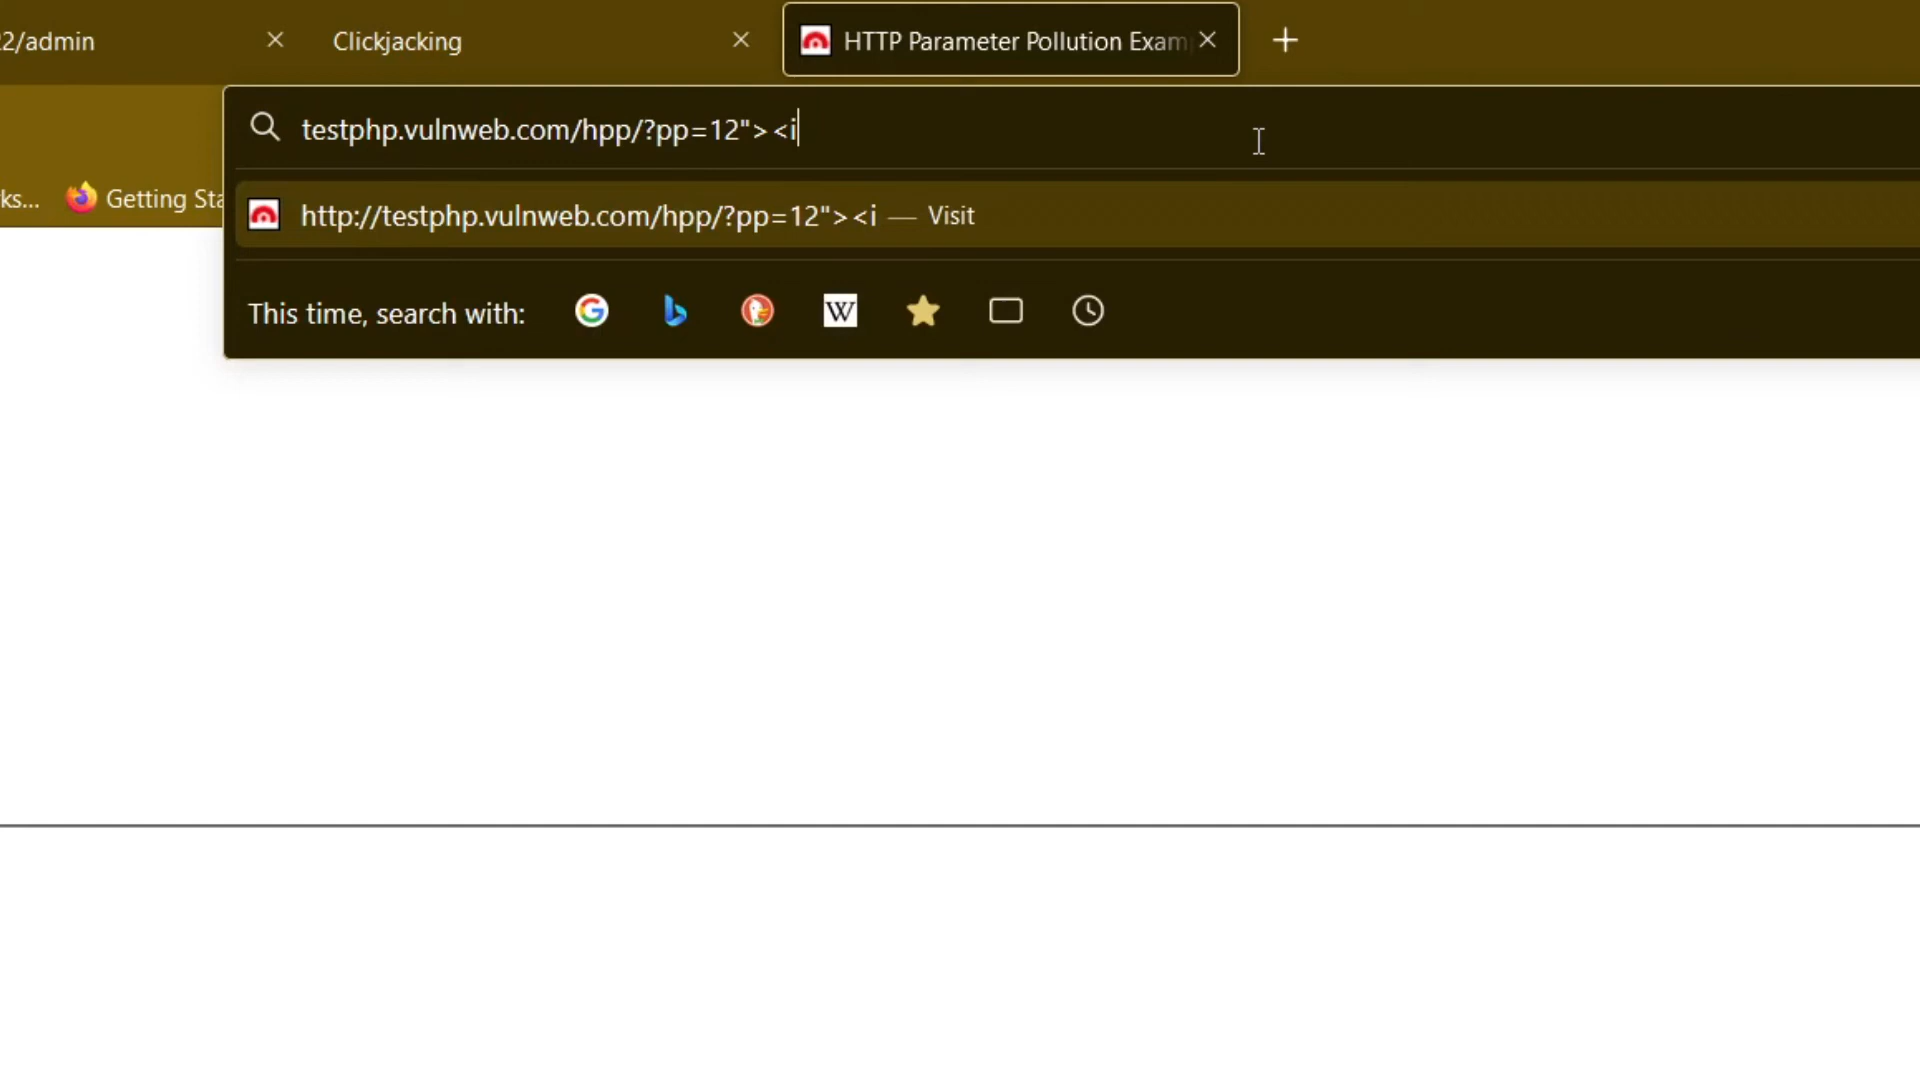 2/admin
Clickjacking
HTTP Parameter Pollution Exam
testphp.vulnweb.com/hpp/?pp=12"><i
ks... Getting Sta
http://testphp.vulnweb.com/hpp/?pp=12"><i — Visit
This time, search with: W